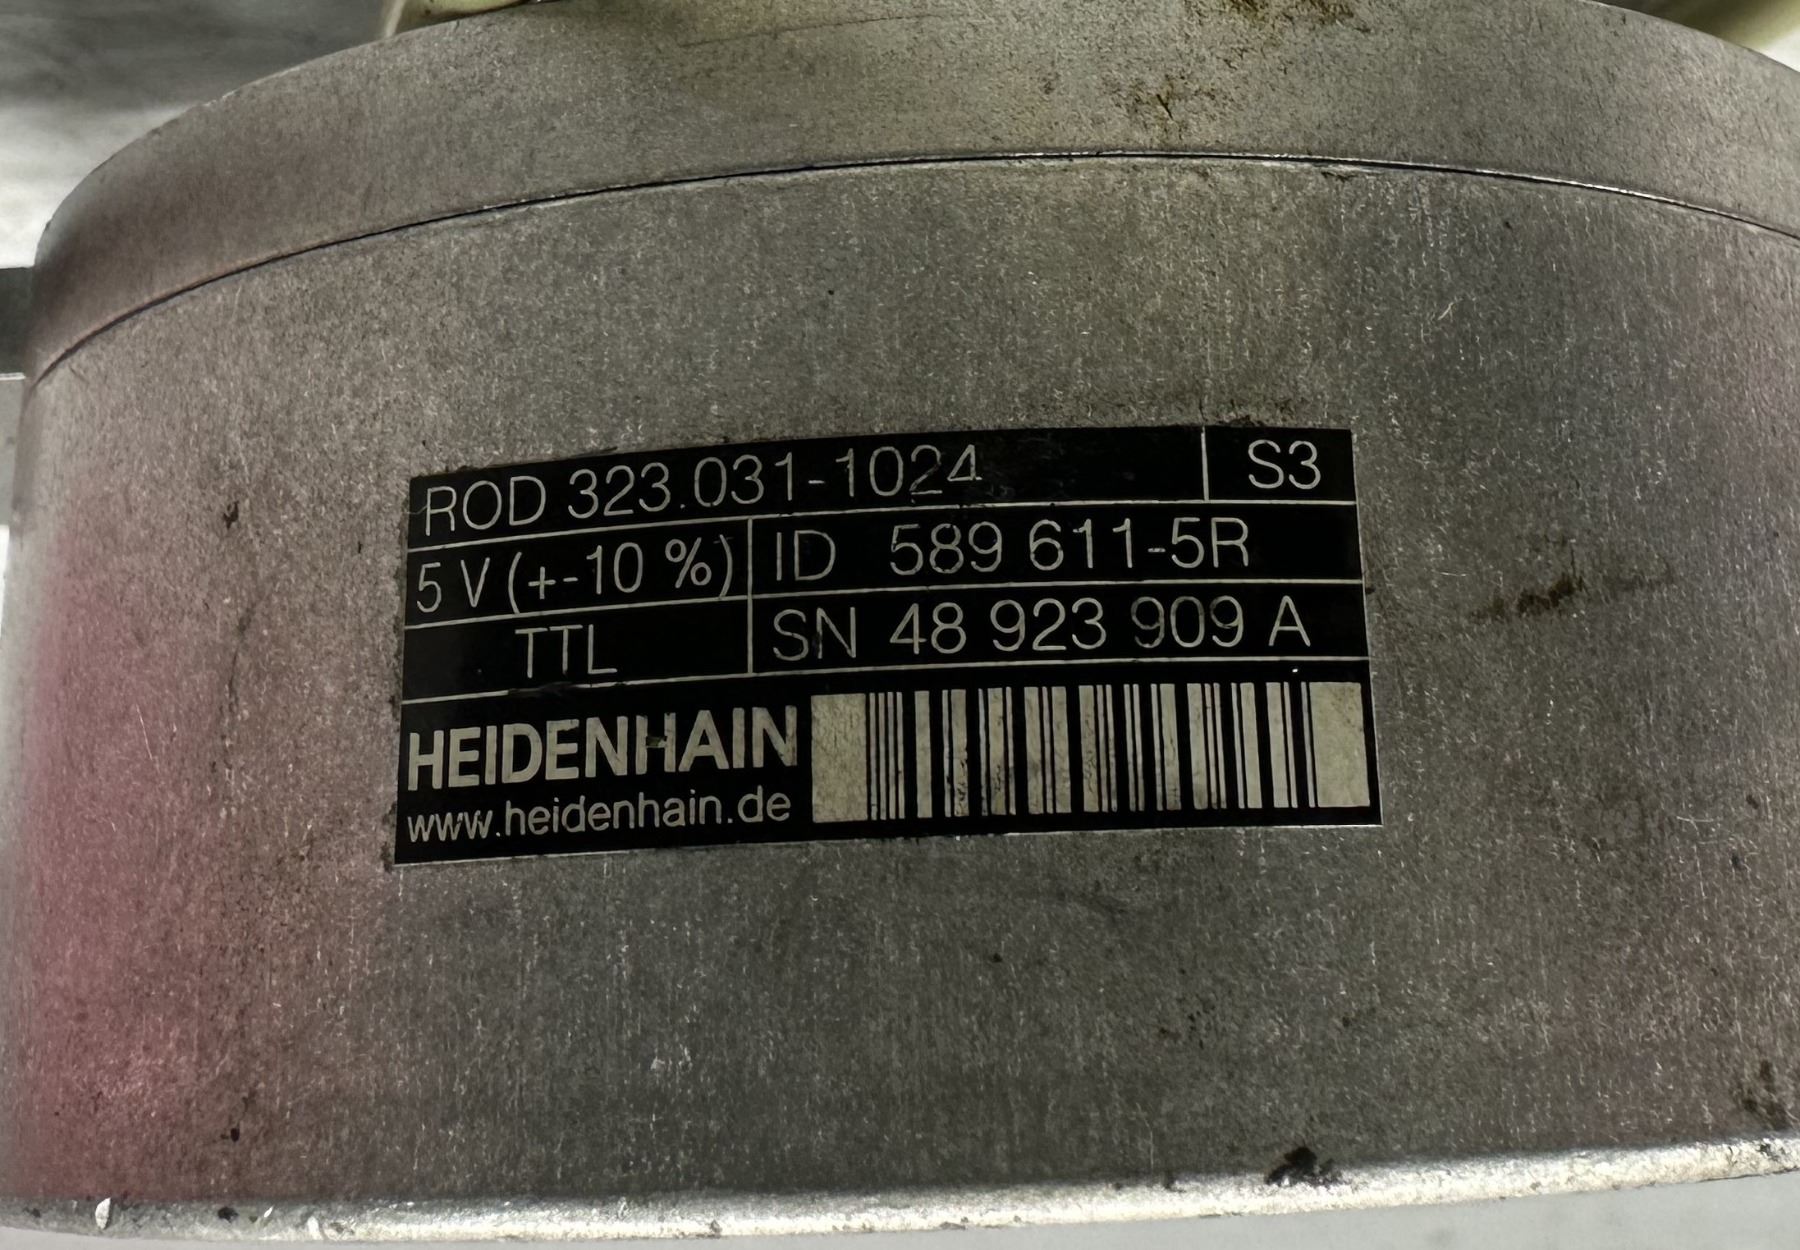 ROD 323.031-1024 S3
5 V (+-10 %) ID 589 611-5R
TTL SN 48 923 909 A
HEIDENHAIN
www.heidenhain.de